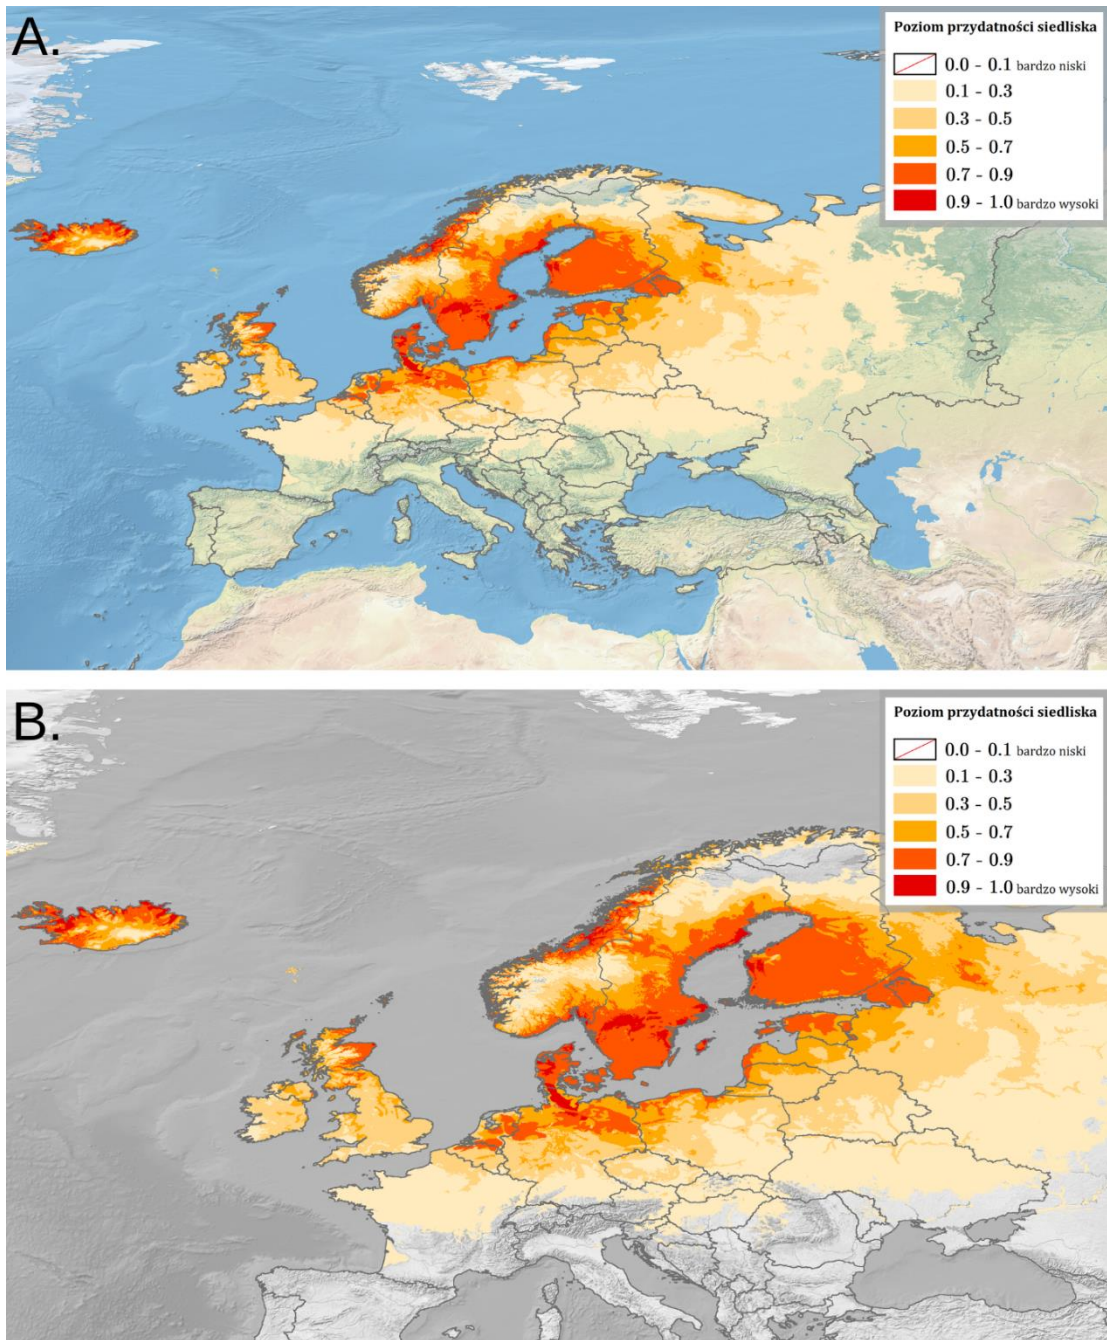 A.
Poziom przydatności siedliska
0.0 - 0.1 bardzo niski
0.1 - 0.3
0.3 - 0.5
0.5 - 0.7
0.7 - 0.9
0.9 - 1.0 bardzo wysoki
B.
Poziom przydatności siedliska
0.0 - 0.1 bardzo niski
0.1 - 0.3
0.3 - 0.5
0.5 - 0.7
0.7 - 0.9
0.9 - 1.0 bardzo wysoki